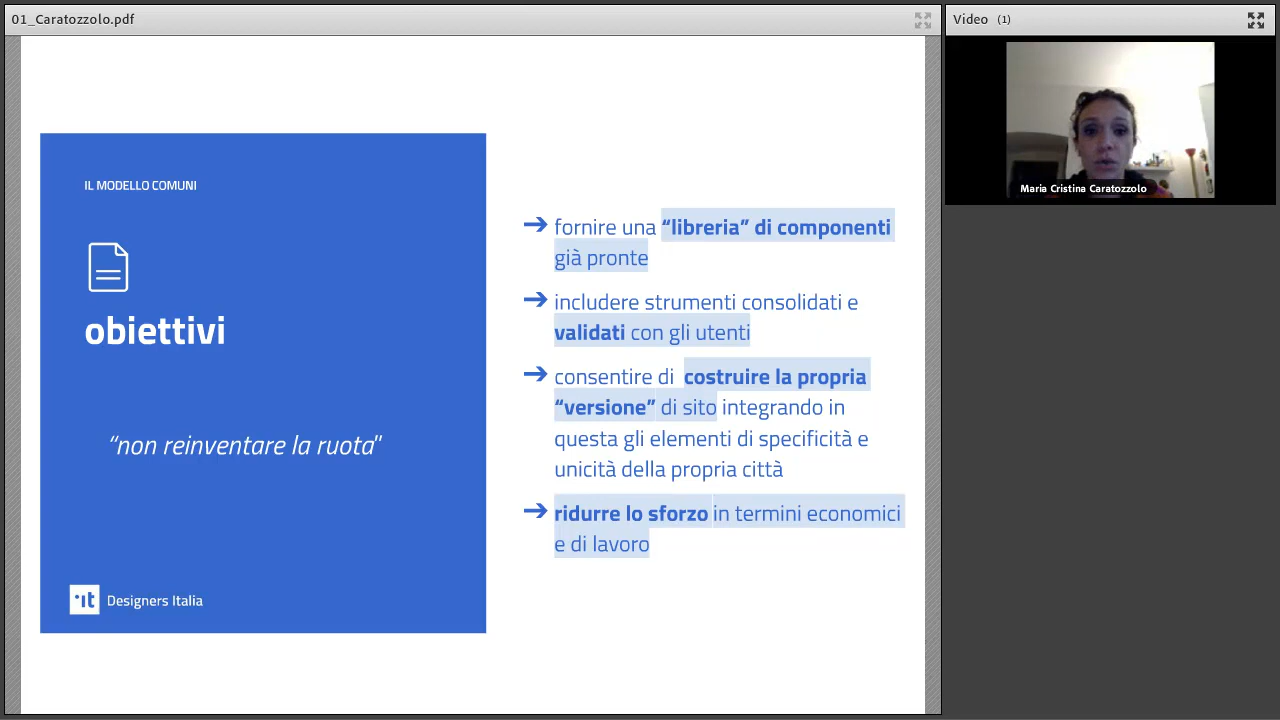 01_Caratozzolo.pdf
Video (1)
Maria Cristina Caratozzolo
IL MODELLO COMUNI
obiettivi
“non reinventare la ruota"
·it Designers Italia
➔ fornire una “libreria” di componenti
già pronte
➔ includere strumenti consolidati e
validati con gli utenti
➔ consentire di costruire la propria
“versione” di sito integrando in
questa gli elementi di specificità e
unicità della propria città
➔ ridurre lo sforzo in termini economici
e di lavoro